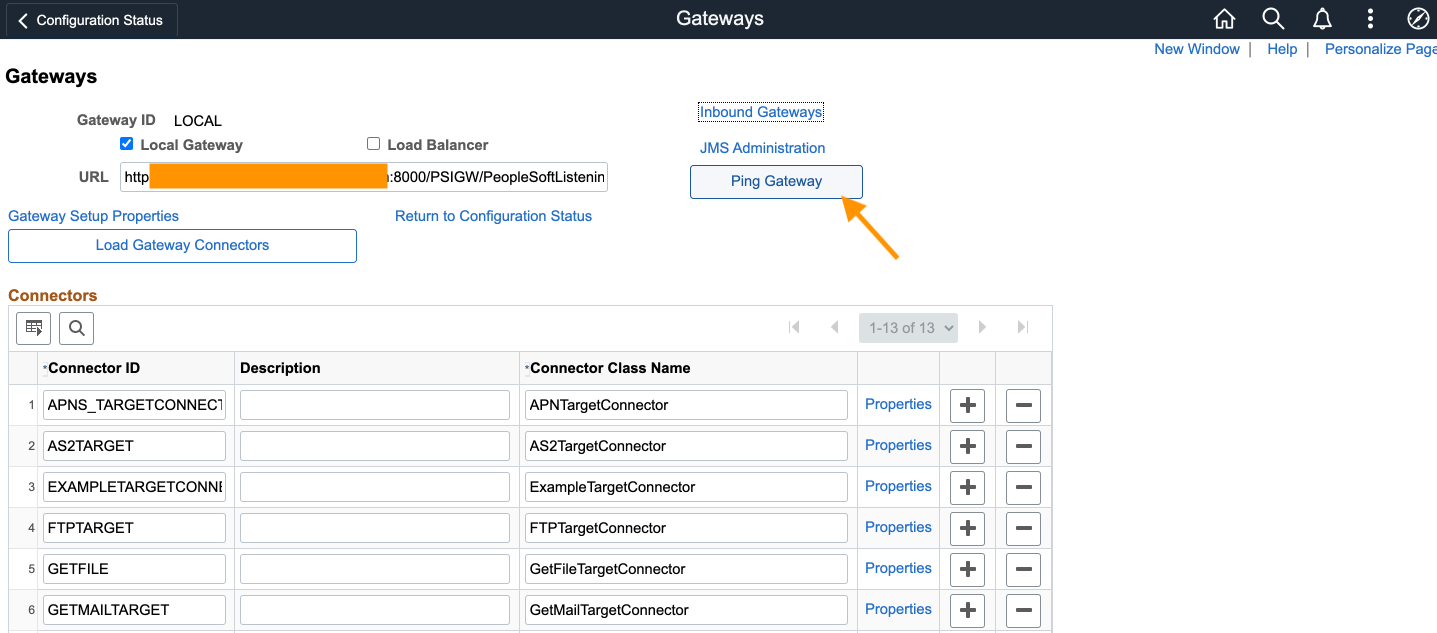 Configuration Status
Gateways
New Window | Help | Personalize Page
Gateways
Gateway ID LOCAL
Inbound Gateways
Local Gateway Load Balancer
JMS Administration
URL http :8000/PSIGW/PeopleSoftListenin
Ping Gateway
Gateway Setup Properties Return to Configuration Status
Load Gateway Connectors
Connectors
1-13 of 13
*Connector ID Description *Connector Class Name
1 APNS_TARGETCONNECT APNTargetConnector Properties
2 AS2TARGET AS2TargetConnector Properties
3 EXAMPLETARGETCONNE ExampleTargetConnector Properties
4 FTPTARGET FTPTargetConnector Properties
5 GETFILE GetFileTargetConnector Properties
6 GETMAILTARGET GetMailTargetConnector Properties